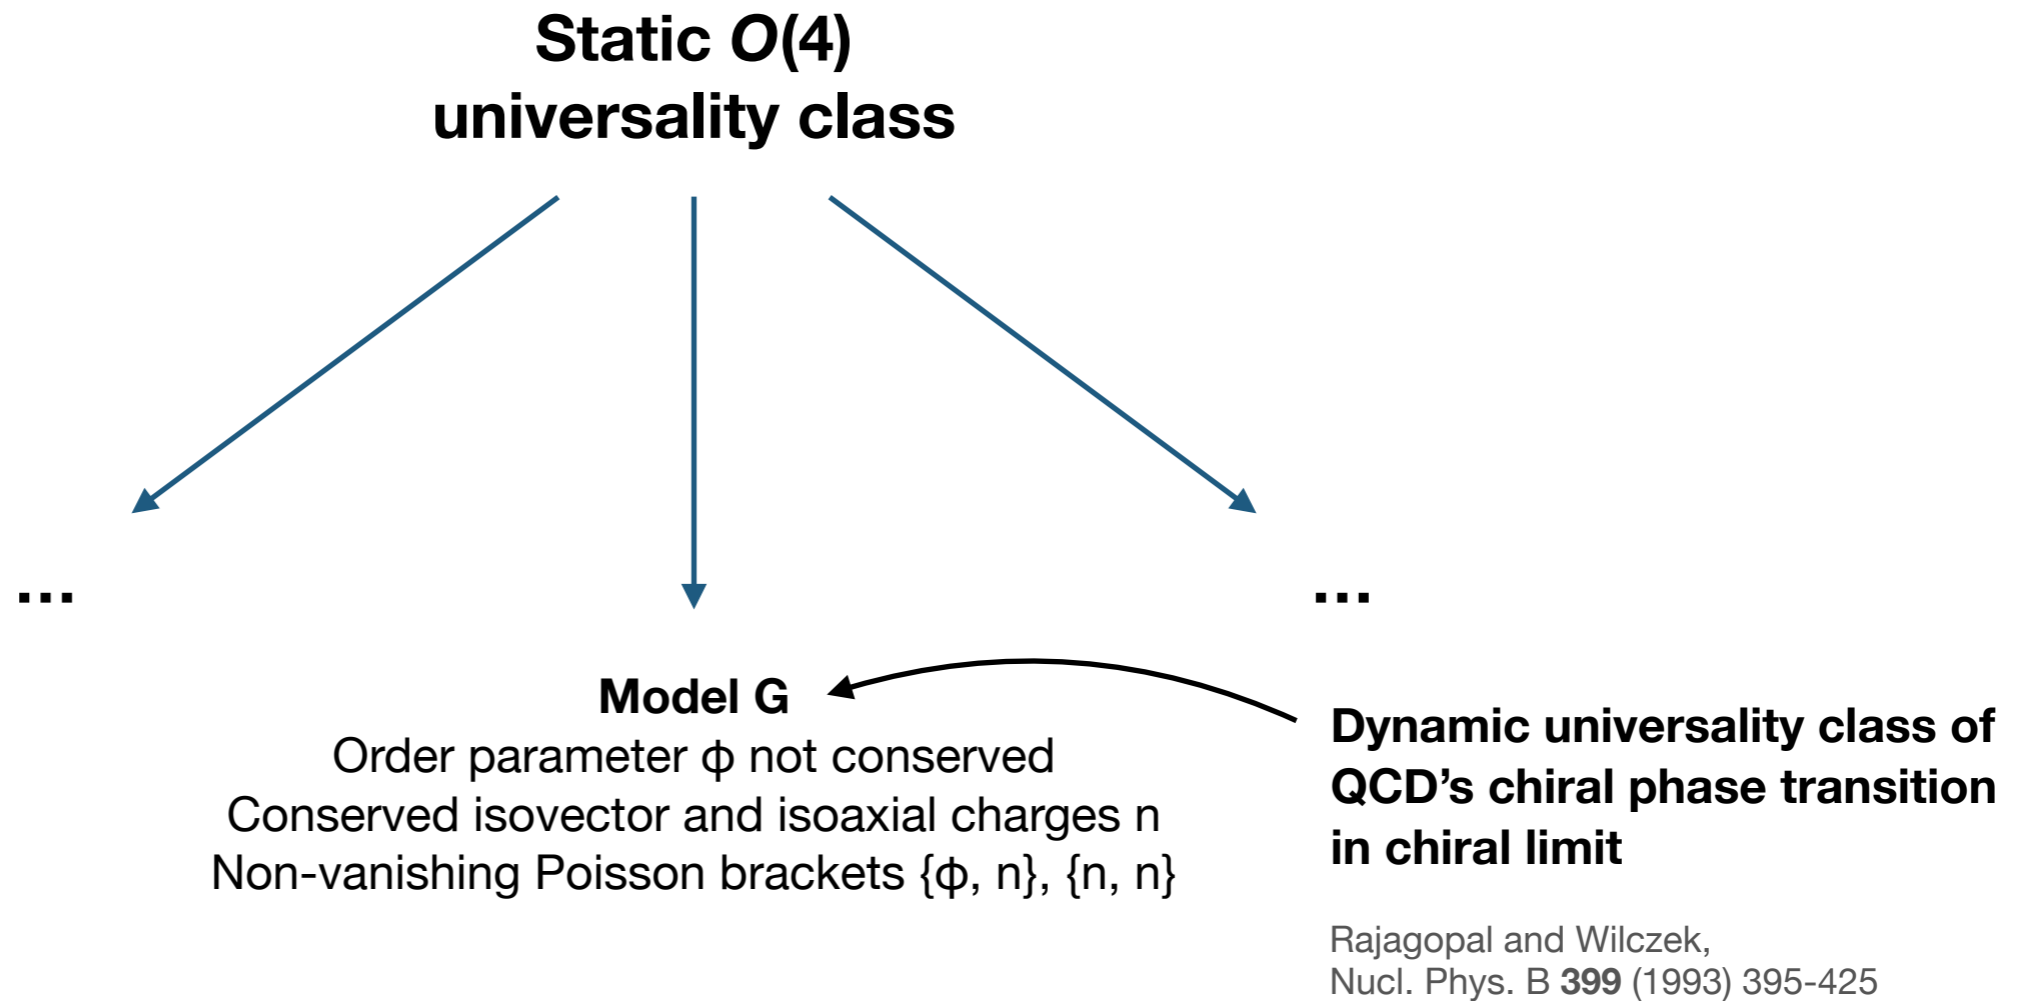 Static O(4)
universality class
...
...
Model G
Order parameter ϕ not conserved
Conserved isovector and isoaxial charges n
Non-vanishing Poisson brackets {ϕ, n}, {n, n}
Dynamic universality class of
QCD’s chiral phase transition
in chiral limit
Rajagopal and Wilczek,
Nucl. Phys. B 399 (1993) 395-425